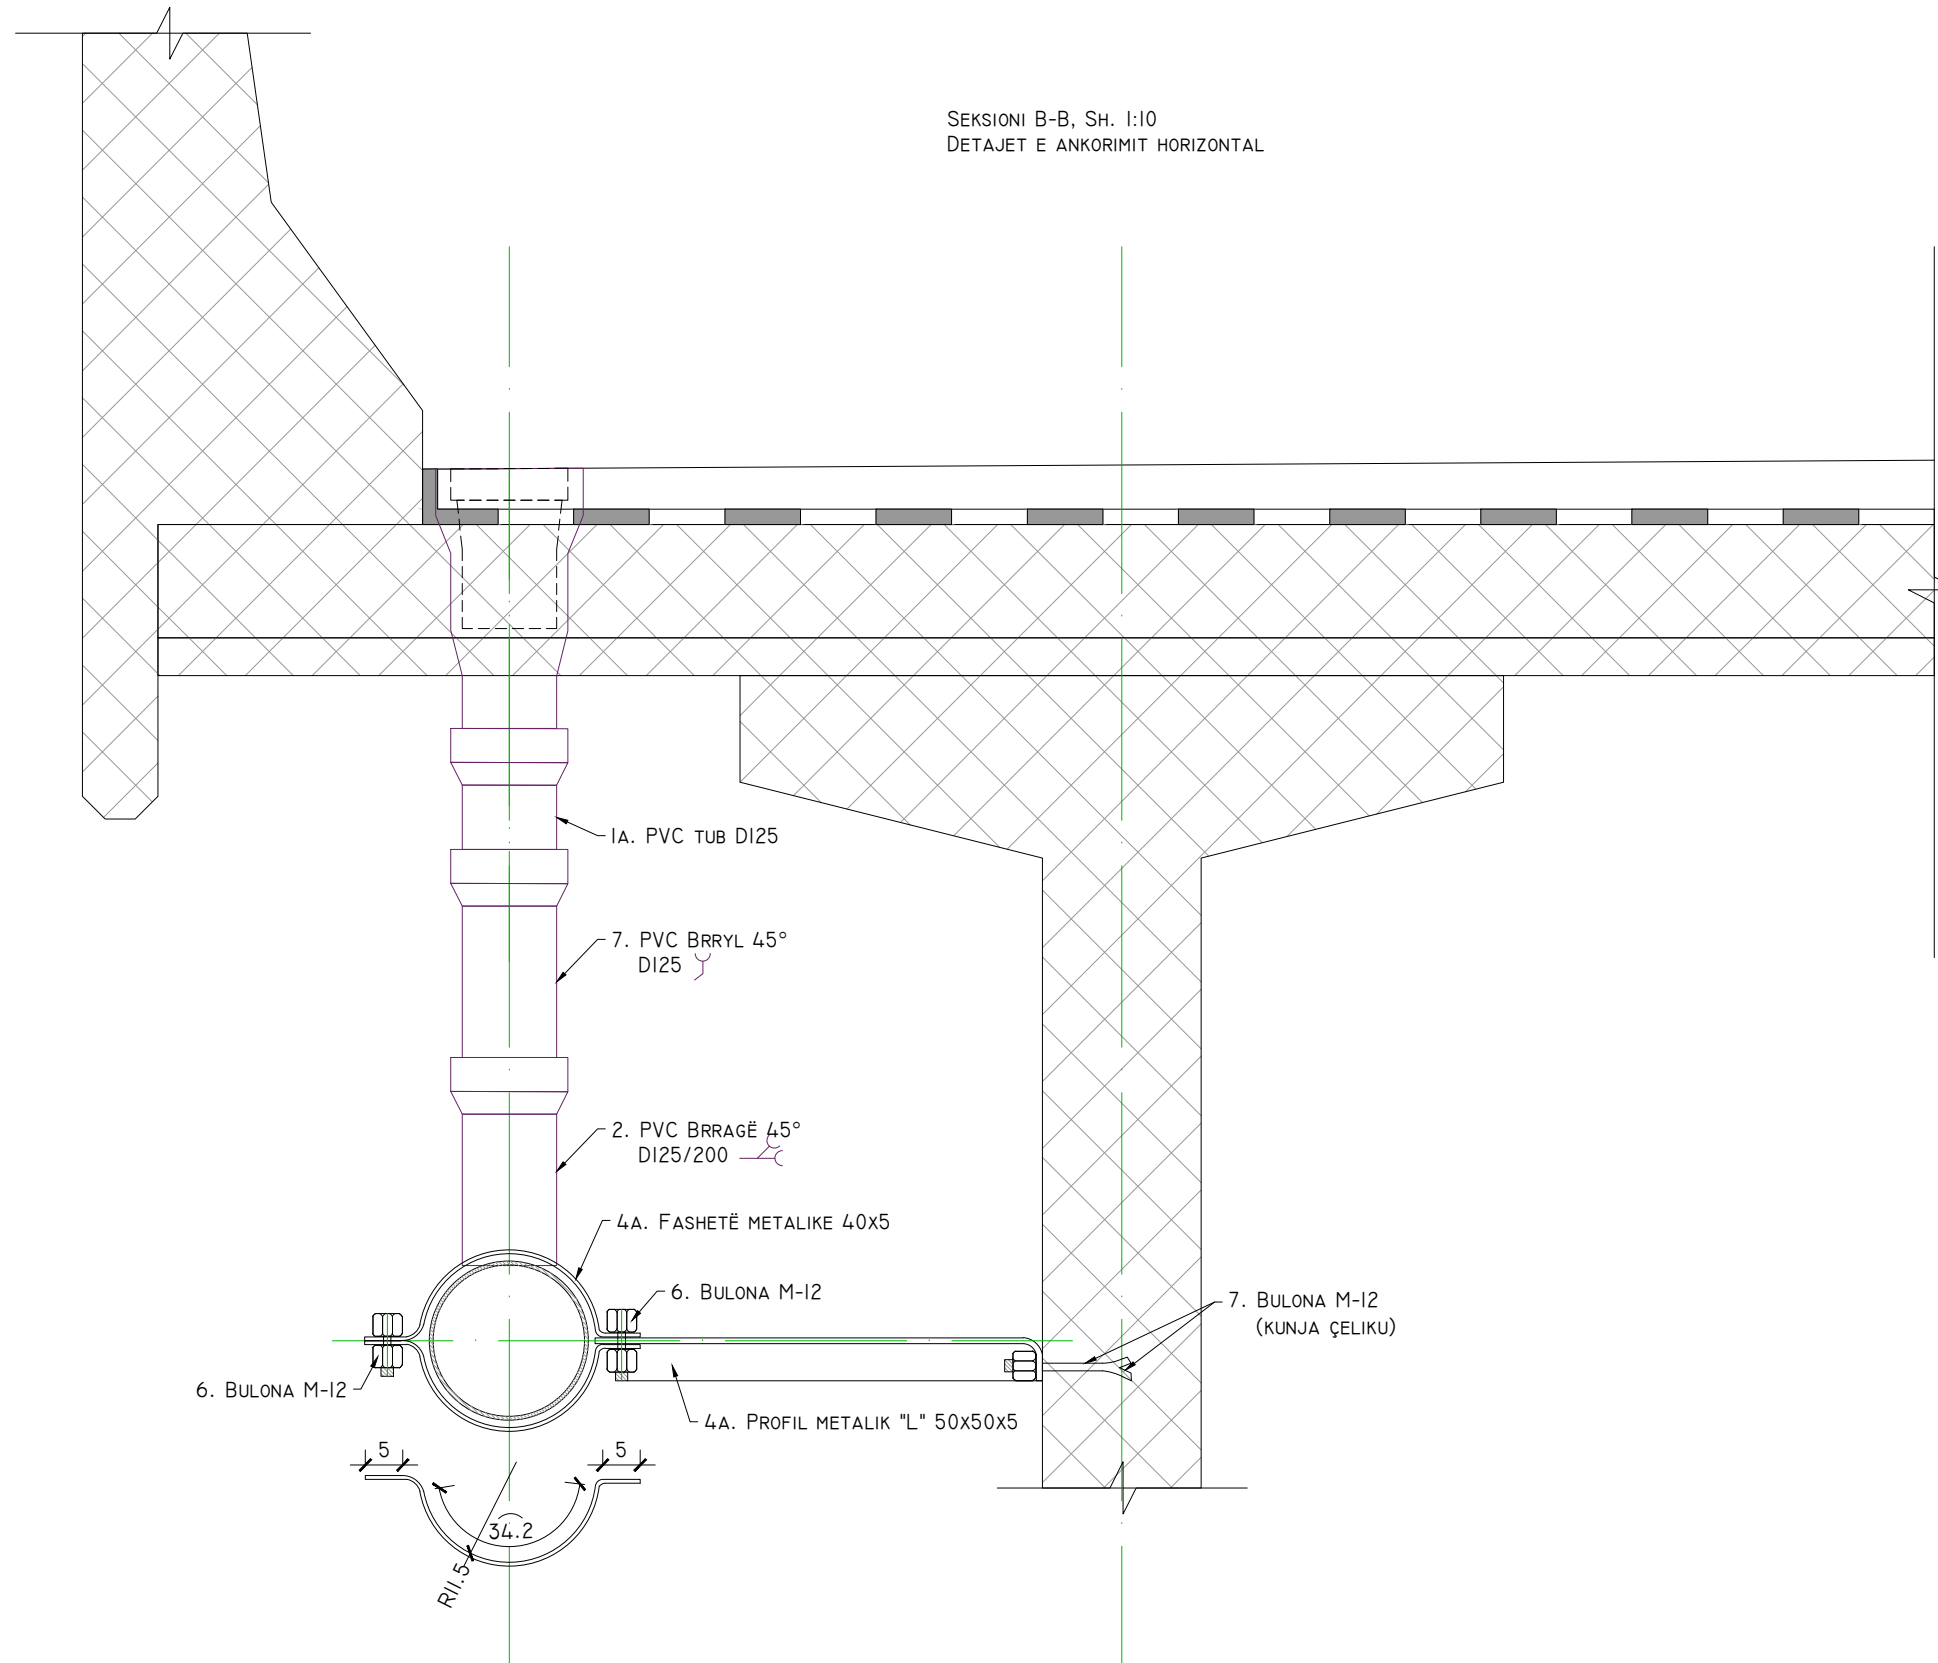 SEKSIONI B-B, SH. 1:10
DETAJET E ANKORIMIT HORIZONTAL
1A. PVC TUB D125
7. PVC BRRYL 45°
D125
2. PVC BRRAGË 45°
D125/200
4A. FASHETË METALIKE 40X5
6. BULONA M-12
7. BULONA M-12
(KUNJA ÇELIKU)
6. BULONA M-12
4A. PROFIL METALIK "L" 50X50X5
5
5
34.2
R11.5